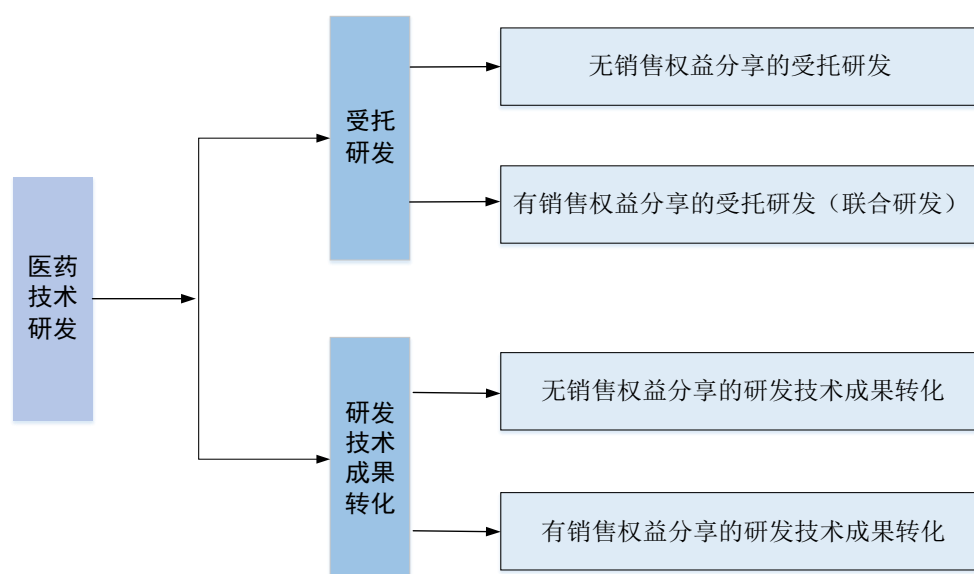 医药
技术
研发
受托
研发
无销售权益分享的受托研发
有销售权益分享的受托研发（联合研发）
研发
技术
成果
转化
无销售权益分享的研发技术成果转化
有销售权益分享的研发技术成果转化